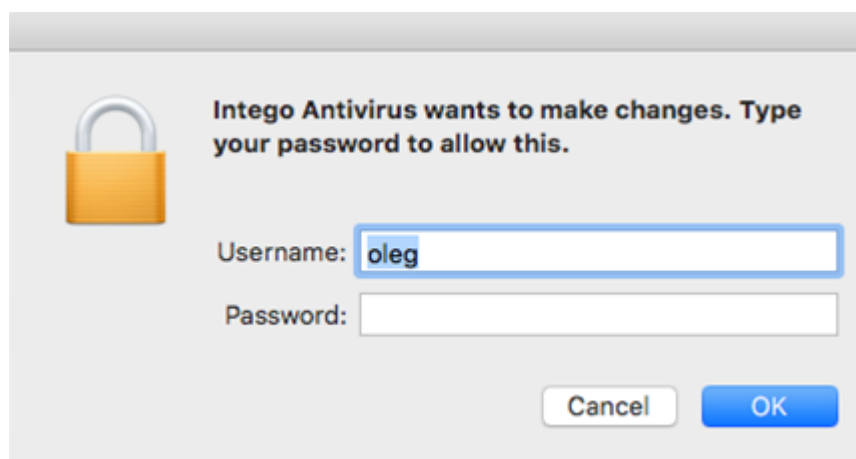 Intego Antivirus wants to make changes. Type
your password to allow this.
Username: oleg
Password:
Cancel OK